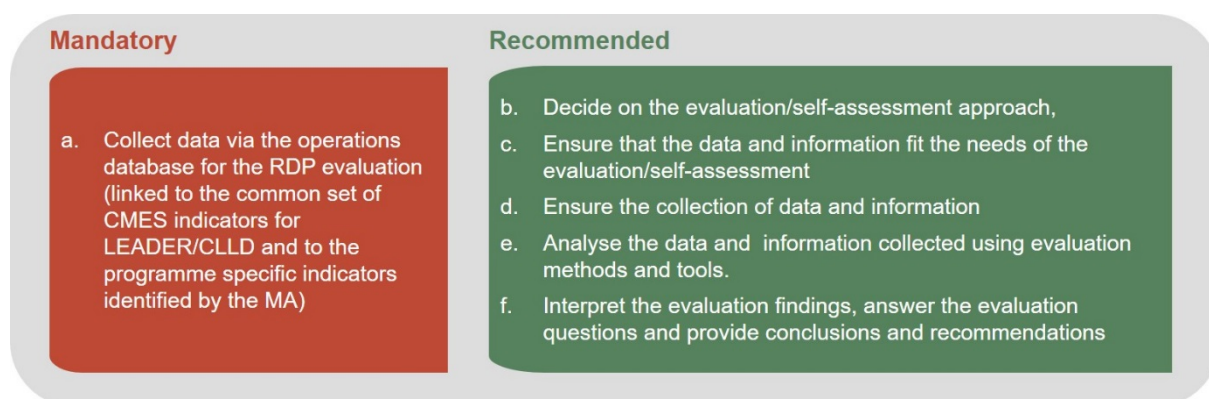 Mandatory
a. Collect data via the operations
database for the RDP evaluation
(linked to the common set of
CMES indicators for
LEADER/CLLD and to the
programme specific indicators
identified by the MA)
Recommended
b. Decide on the evaluation/self-assessment approach,
c. Ensure that the data and information fit the needs of the
evaluation/self-assessment
d. Ensure the collection of data and information
e. Analyse the data and  information collected using evaluation
methods and tools.
f. Interpret the evaluation findings, answer the evaluation
questions and provide conclusions and recommendations